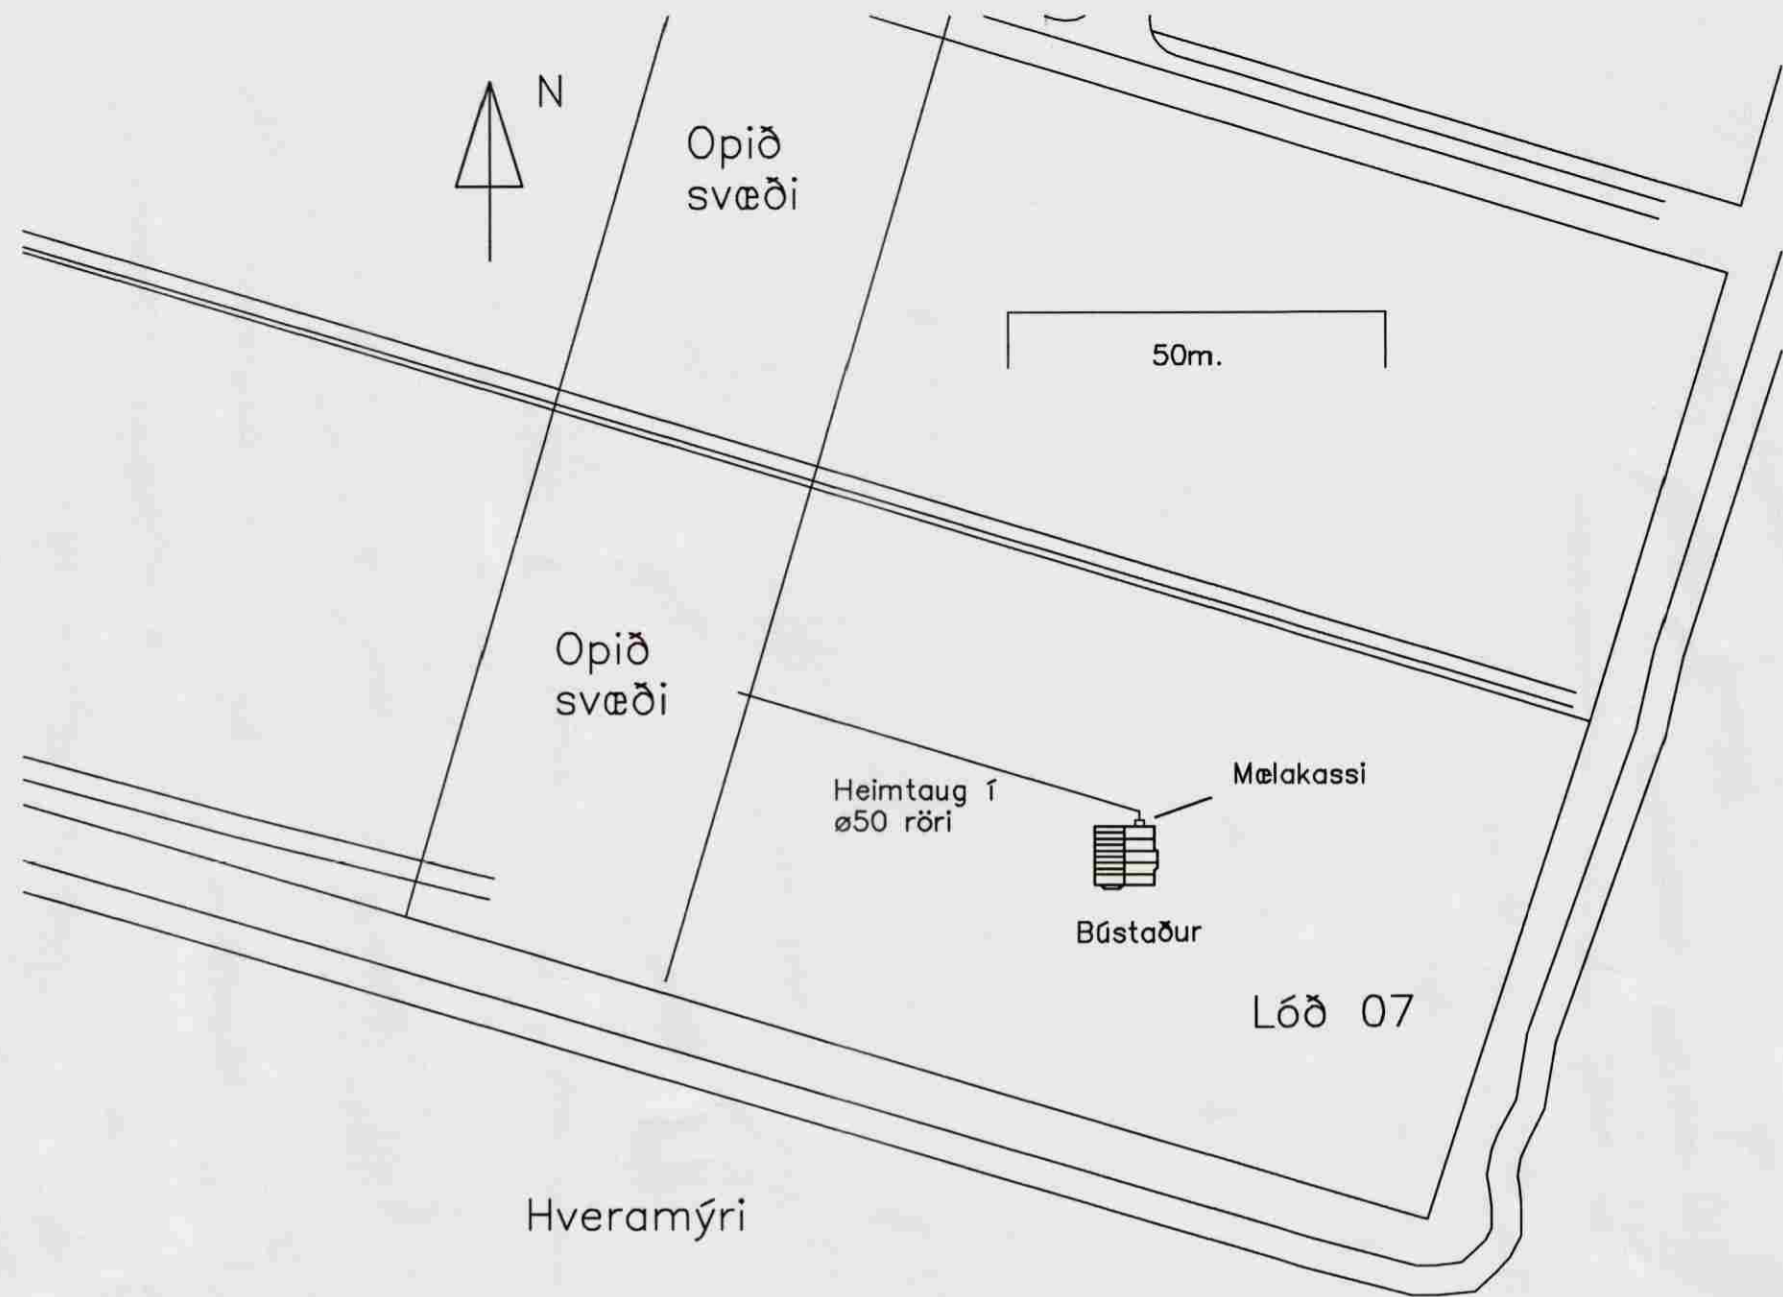 N
Opið
svæði
50m.
Opið
svæði
Mælakassi
Heimtaug í
ø50 röri
Bústaður
Lóð 07
Hveramýri